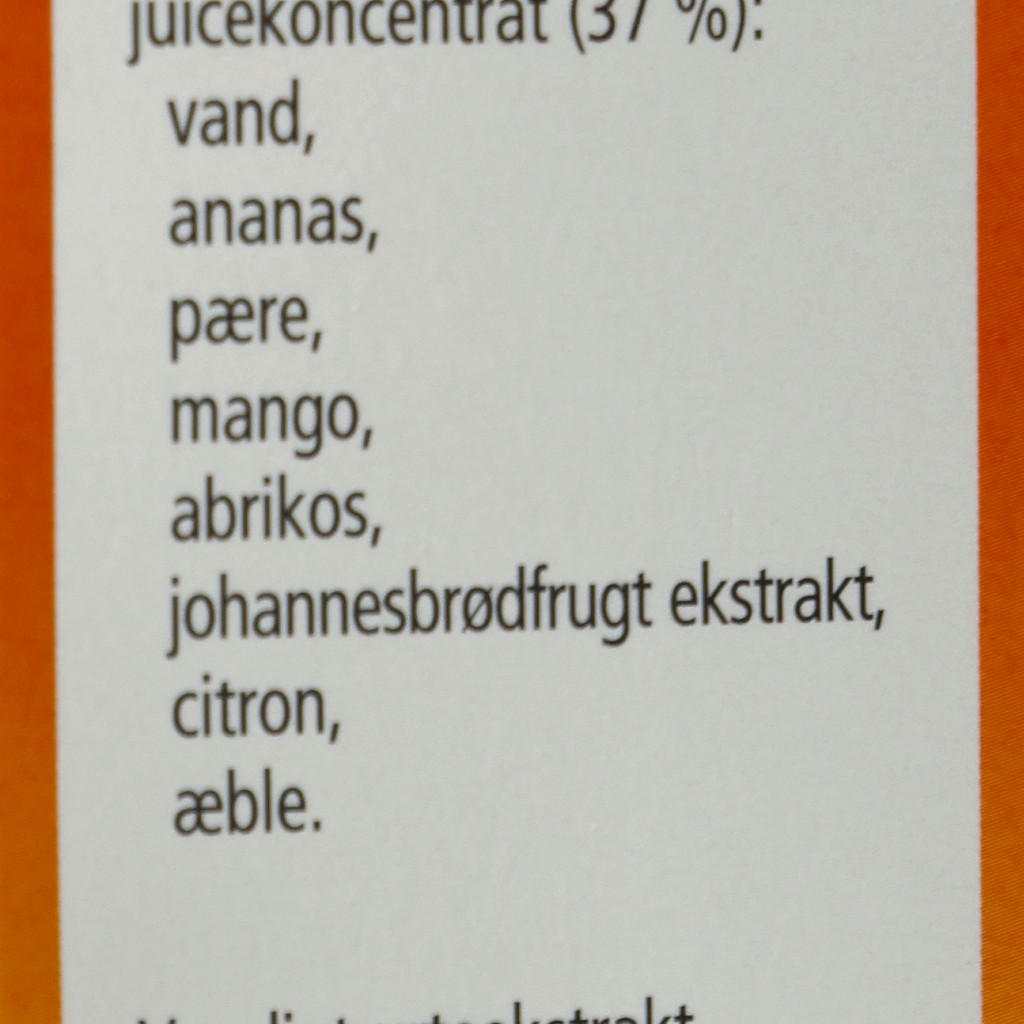 juicekoncentrat (37 %):
vand,
ananas,
pære,
mango,
abrikos,
johannesbrødfrugt ekstrakt,
citron,
æble.